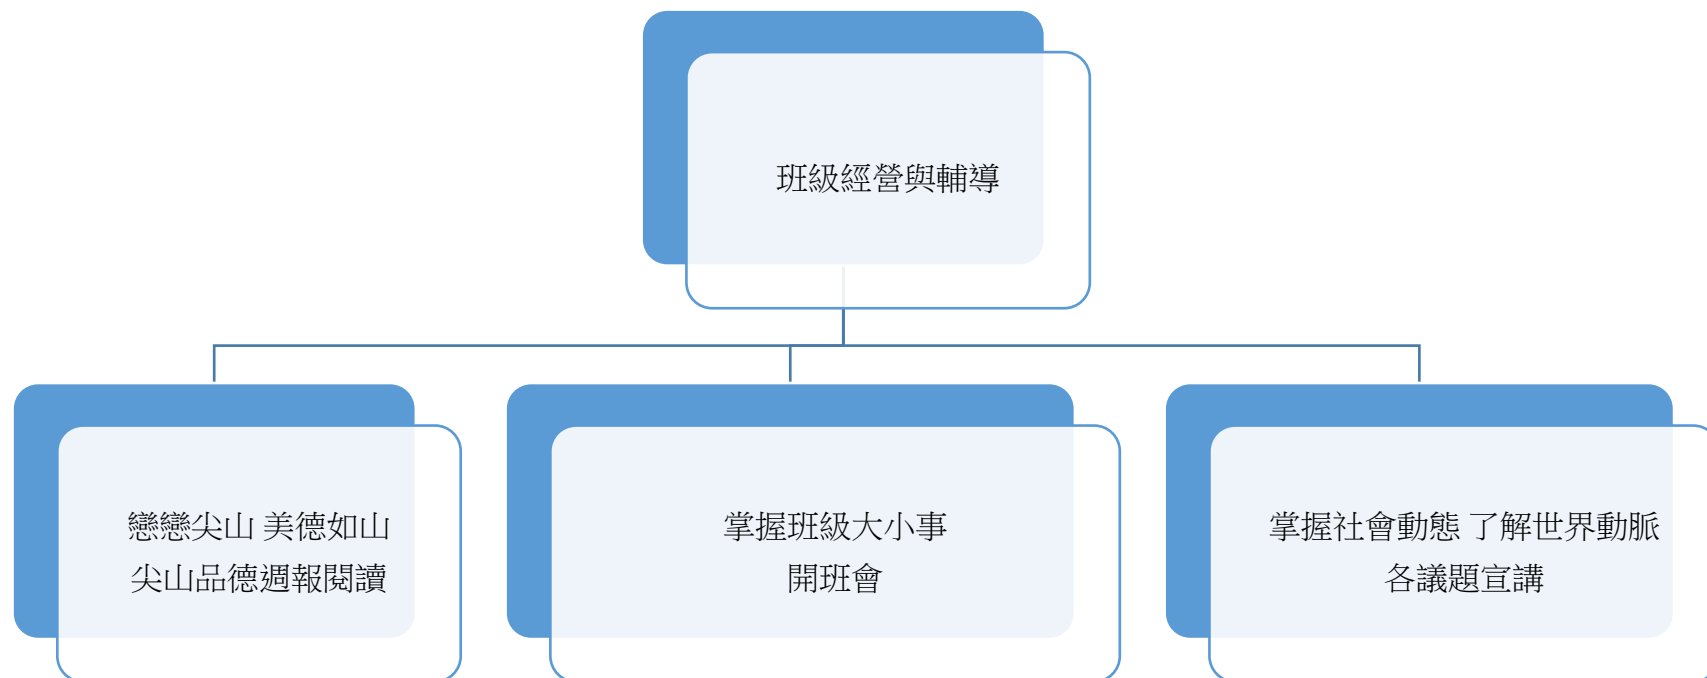 班級經營與輔導
戀戀尖山 美德如山
尖山品德週報閱讀
掌握班級大小事
開班會
掌握社會動態 了解世界動脈
各議題宣講